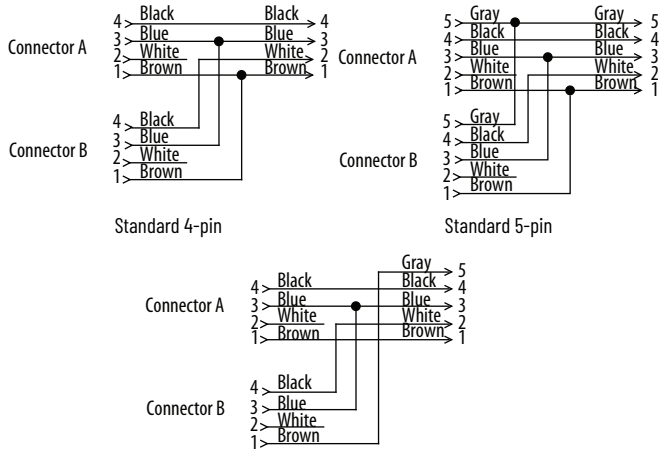 4 Black Black 4
3 Blue Blue 3
Connector A
2 White White 2
1 Brown Brown 1
4 Black
3 Blue
Connector B
2 White
1 Brown
Standard 4-pin
5 Gray Gray 5
4 Black Black 4
Connector A
3 Blue Blue 3
2 White White 2
1 Brown Brown 1
5 Gray
4 Black
Connector B
3 Blue
2 White
1 Brown
Standard 5-pin
Gray 5
4 Black Black 4
Connector A
3 Blue Blue 3
2 White White 2
1 Brown Brown 1
4 Black
Connector B
3 Blue
2 White
1 Brown